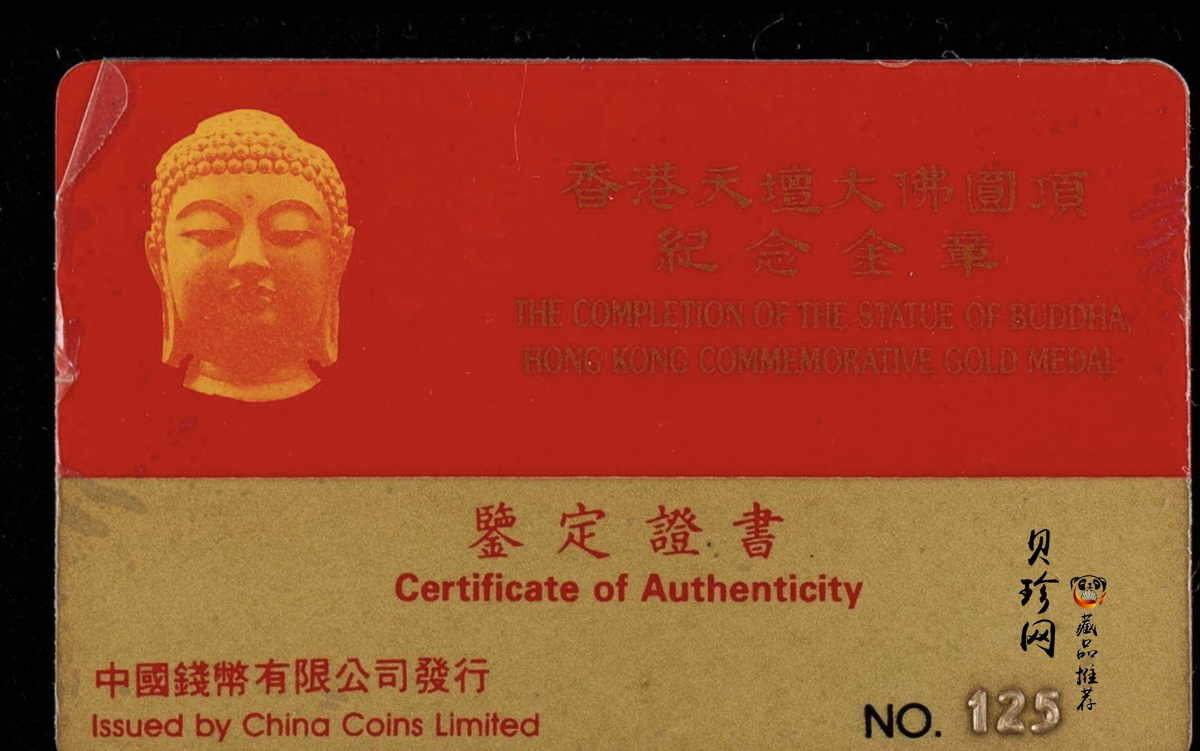 香港天壇大佛圓頂
紀念金章
THE COMPLETION OF THE STATUE OF BUDDHA,
HONG KONG COMMEMORATIVE GOLD MEDAL
鑒定證書
Certificate of Authenticity
中國錢幣有限公司發行
Issued by China Coins Limited
NO. 125
贝珍网
藏品推荐